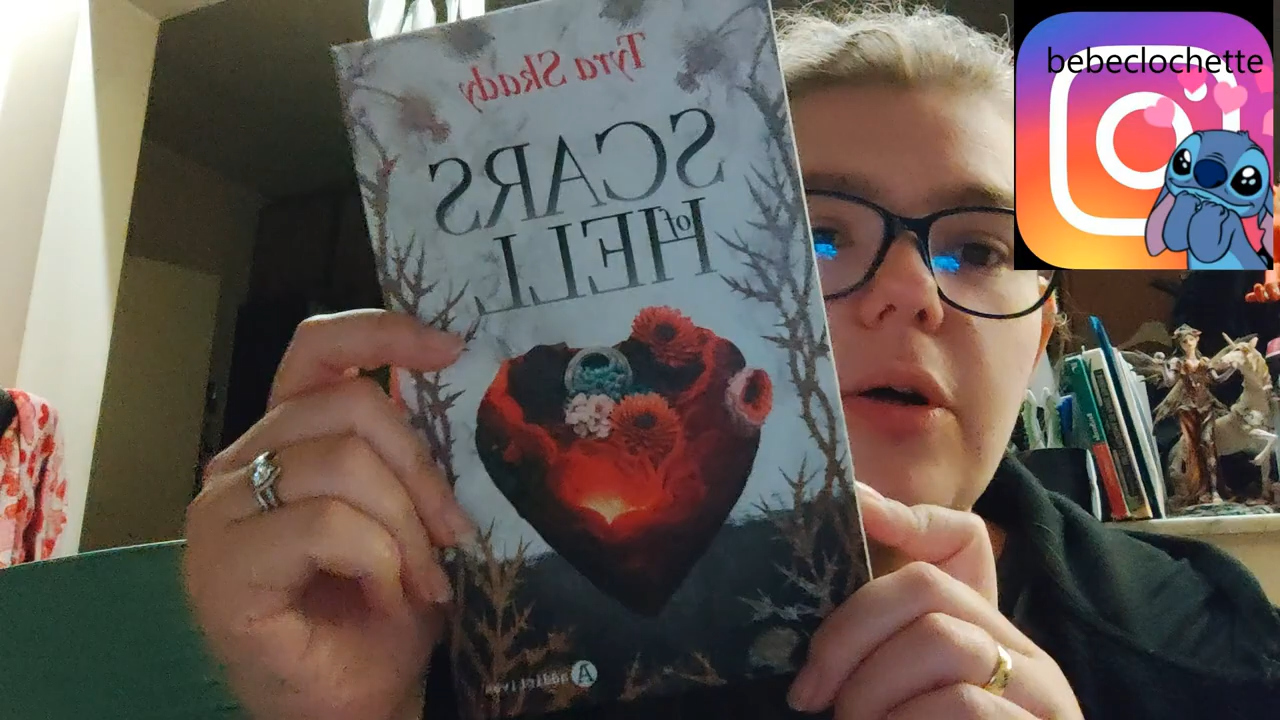 bebeclochette
Tyra Skady
SCARS
of
HELL
addictives